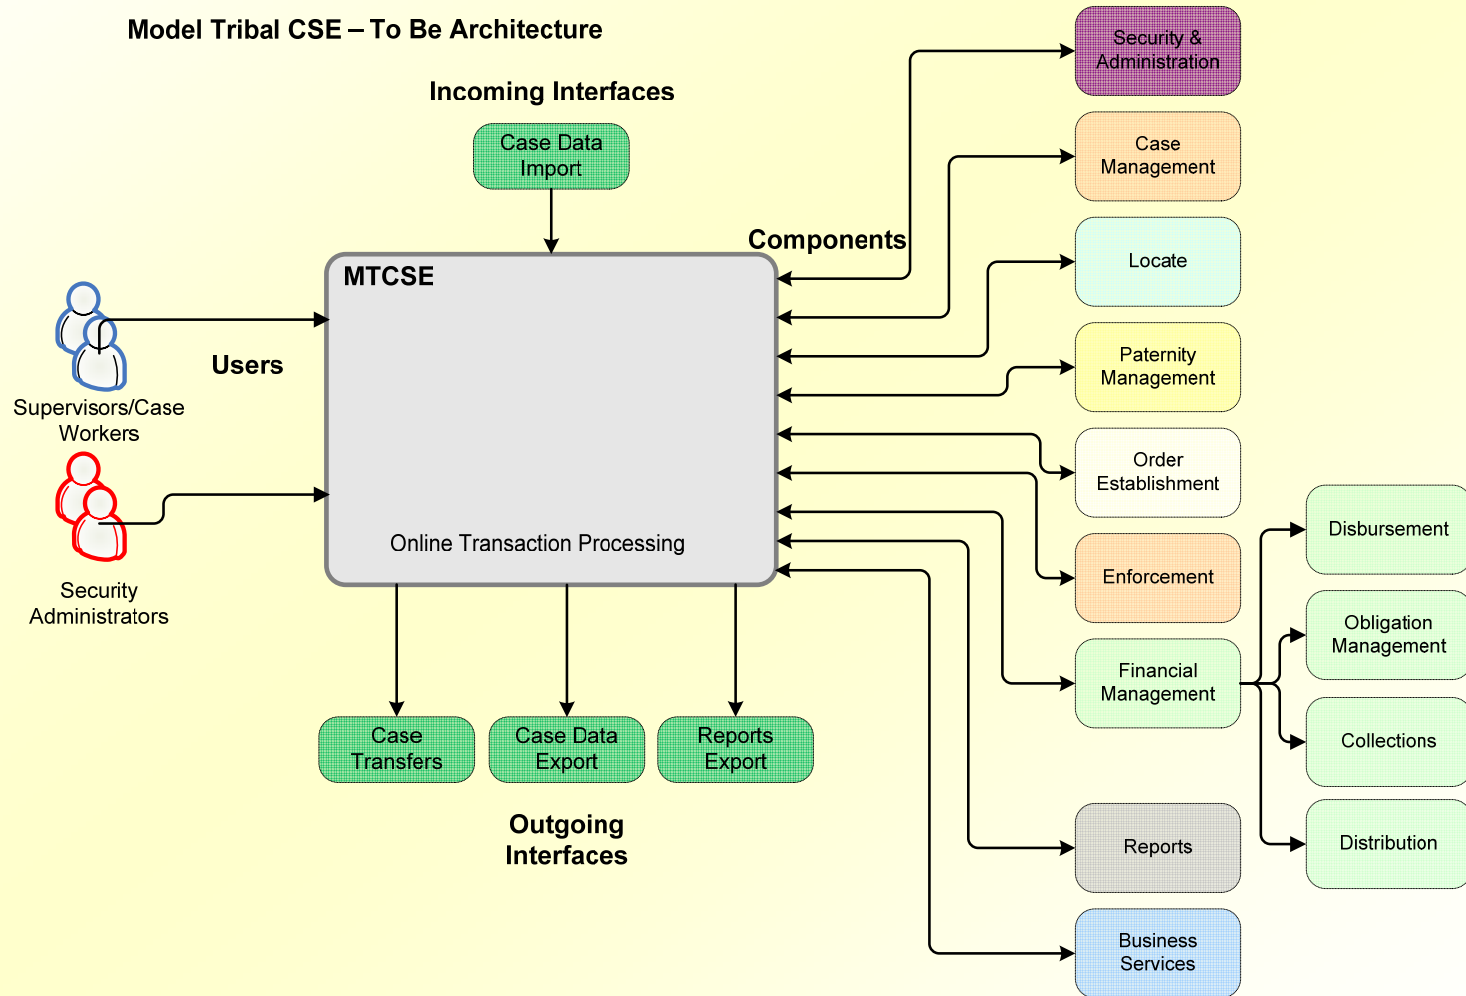 Model Tribal CSE – To Be Architecture
Incoming Interfaces
Case Data
Import
Components
MTCSE
Users
Supervisors/Case
Workers
Security
Administrators
Online Transaction Processing
Case
Transfers
Case Data
Export
Reports
Export
Outgoing
Interfaces
Security &
Administration
Case
Management
Locate
Paternity
Management
Order
Establishment
Enforcement
Financial
Management
Reports
Business
Services
Disbursement
Obligation
Management
Collections
Distribution